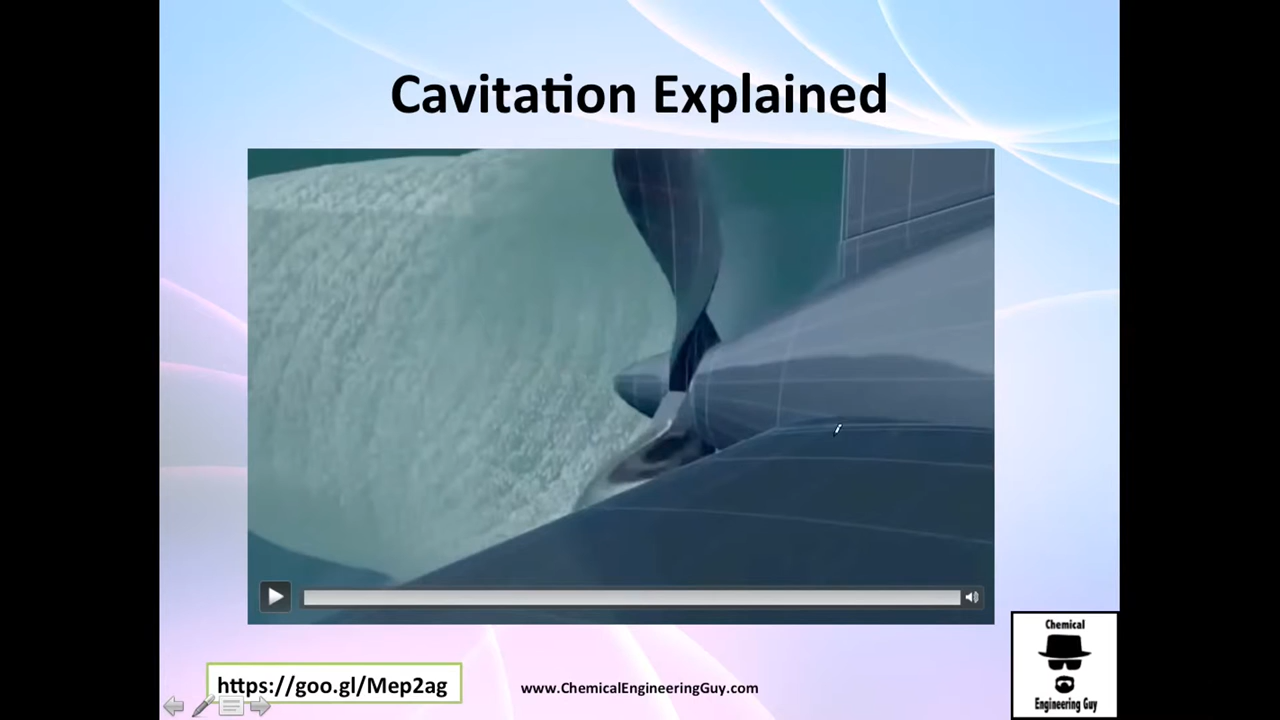 Cavitation Explained
https://goo.gl/Mep2ag
www.ChemicalEngineeringGuy.com
Chemical
Engineering Guy